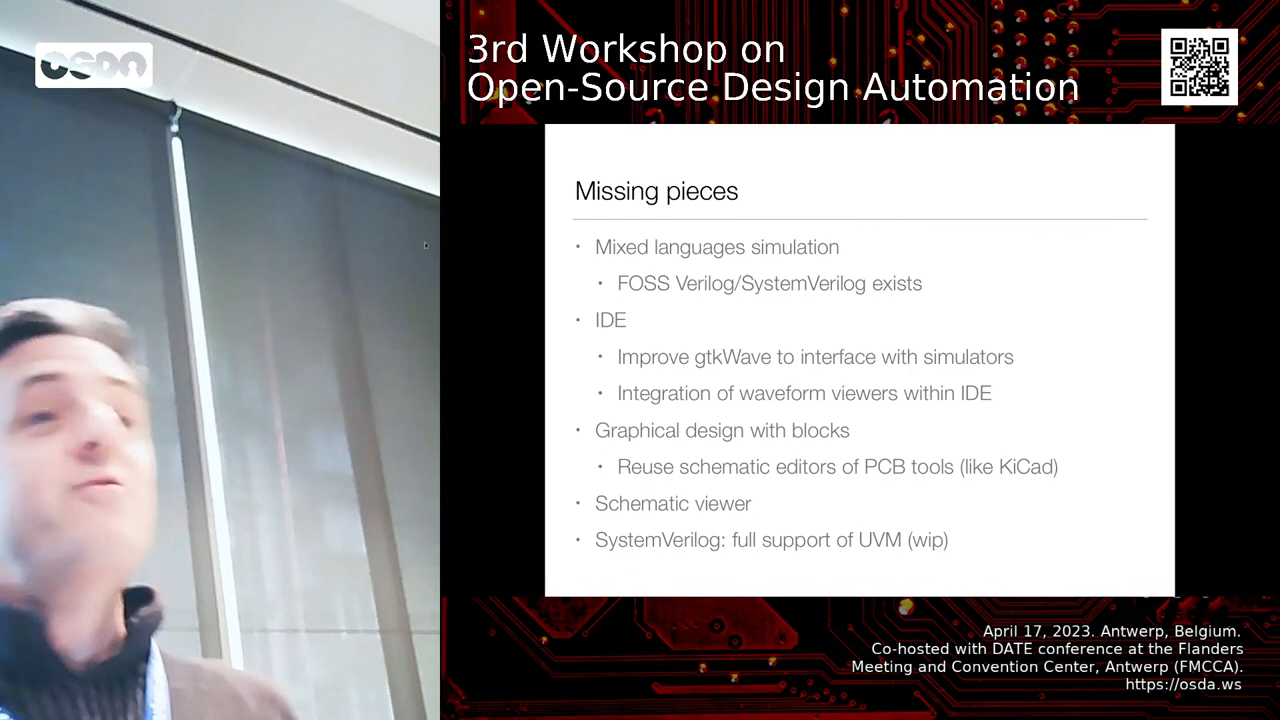 OSDA
3rd Workshop on
Open-Source Design Automation
Missing pieces
• Mixed languages simulation
• FOSS Verilog/SystemVerilog exists
• IDE
• Improve gtkWave to interface with simulators
• Integration of waveform viewers within IDE
• Graphical design with blocks
• Reuse schematic editors of PCB tools (like KiCad)
• Schematic viewer
• SystemVerilog: full support of UVM (wip)
April 17, 2023. Antwerp, Belgium.
Co-hosted with DATE conference at the Flanders
Meeting and Convention Center, Antwerp (FMCCA).
https://osda.ws